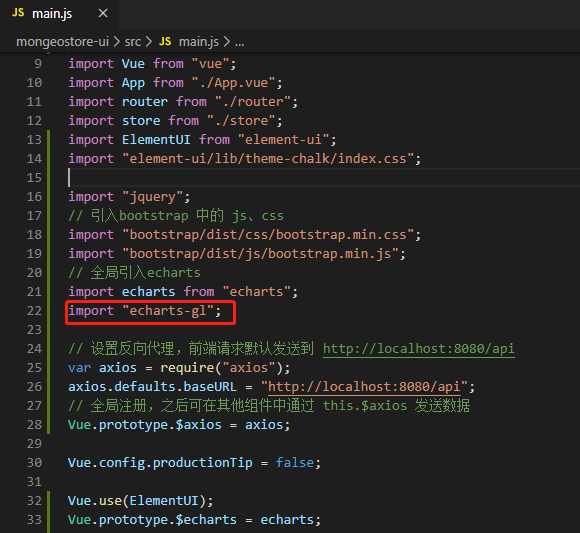 JS main.js ×
mongeostore-ui > src > JS main.js > ...
9 import Vue from "vue";
10 import App from "./App.vue";
11 import router from "./router";
12 import store from "./store";
13 import ElementUI from "element-ui";
14 import "element-ui/lib/theme-chalk/index.css";
15
16 import "jquery";
17 // 引入bootstrap 中的 js、css
18 import "bootstrap/dist/css/bootstrap.min.css";
19 import "bootstrap/dist/js/bootstrap.min.js";
20 // 全局引入echarts
21 import echarts from "echarts";
22 import "echarts-gl";
23
24 // 设置反向代理，前端请求默认发送到 http://localhost:8080/api
25 var axios = require("axios");
26 axios.defaults.baseURL = "http://localhost:8080/api";
27 // 全局注册，之后可在其他组件中通过 this.$axios 发送数据
28 Vue.prototype.$axios = axios;
29
30 Vue.config.productionTip = false;
31
32 Vue.use(ElementUI);
33 Vue.prototype.$echarts = echarts;